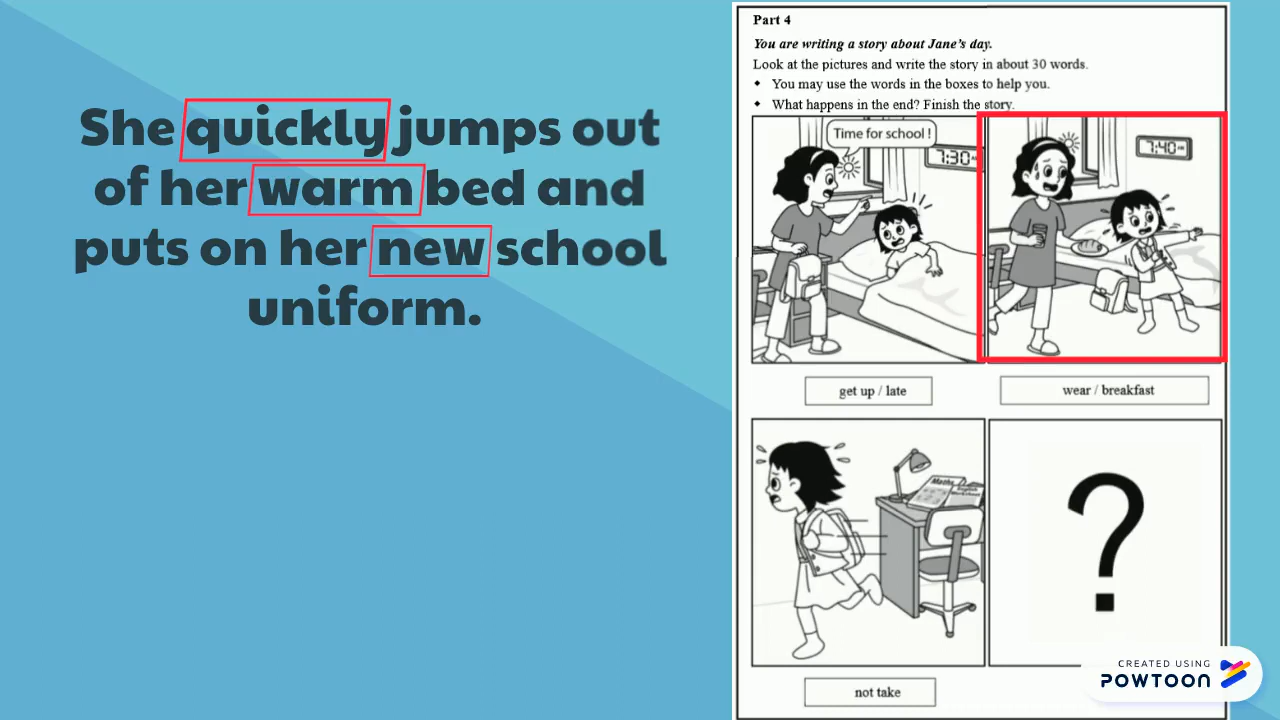 She quickly jumps out
of her warm bed and
puts on her new school
uniform.
Part 4
You are writing a story about Jane's day.
Look at the pictures and write the story in about 30 words.
◆ You may use the words in the boxes to help you.
◆ What happens in the end? Finish the story.
Time for school !
7:30
7:40
get up / late
wear / breakfast
Maths
English
?
not take
CREATED USING
POWTOON